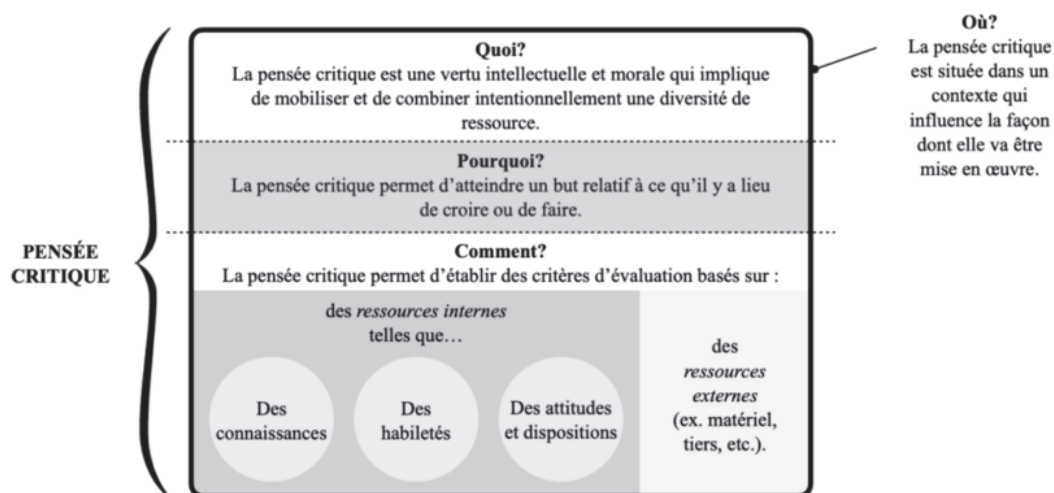 PENSÉE
CRITIQUE
Quoi?
La pensée critique est une vertu intellectuelle et morale qui implique
de mobiliser et de combiner intentionnellement une diversité de
ressource.
Pourquoi?
La pensée critique permet d'atteindre un but relatif à ce qu'il y a lieu
de croire ou de faire.
Comment?
La pensée critique permet d'établir des critères d'évaluation basés sur :
des ressources internes
telles que…
Des
connaissances
Des
habiletés
Des attitudes
et dispositions
des
ressources
externes
(ex. matériel,
tiers, etc.).
Où?
La pensée critique
est située dans un
contexte qui
influence la façon
dont elle va être
mise en œuvre.